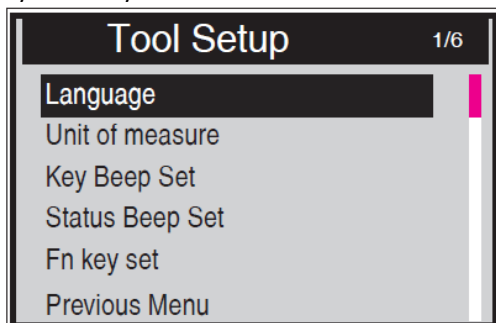 Tool Setup 1/6
Language
Unit of measure
Key Beep Set
Status Beep Set
Fn key set
Previous Menu